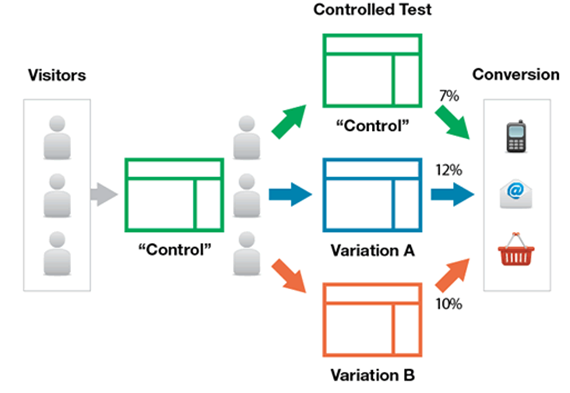 Controlled Test
Visitors
Conversion
7%
“Control”
12%
“Control”
Variation A
@
10%
Variation B